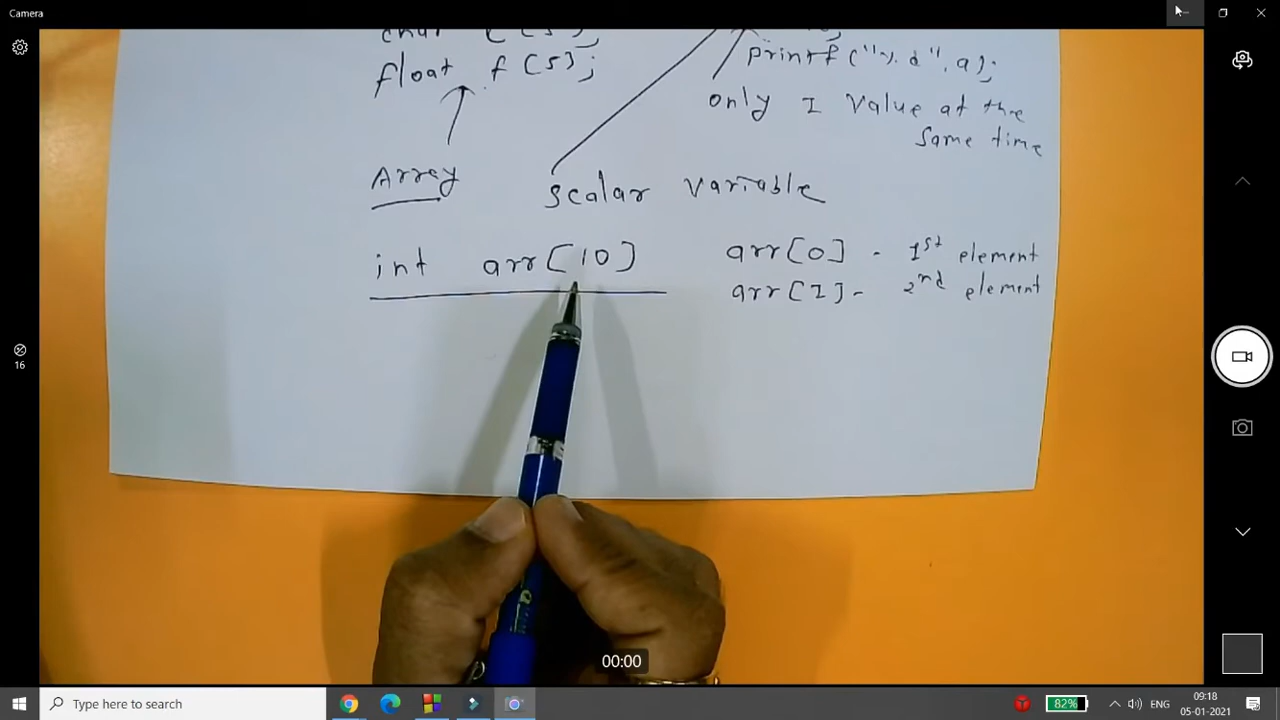 Camera
float f(5);
printf("%d",a);
only 1 value at the
same time
Array scalar variable
int arr[10]
arr[0] - 1st element
arr[1] - 2nd element
16
00:00
Type here to search
82%
ENG
09:18
05-01-2021